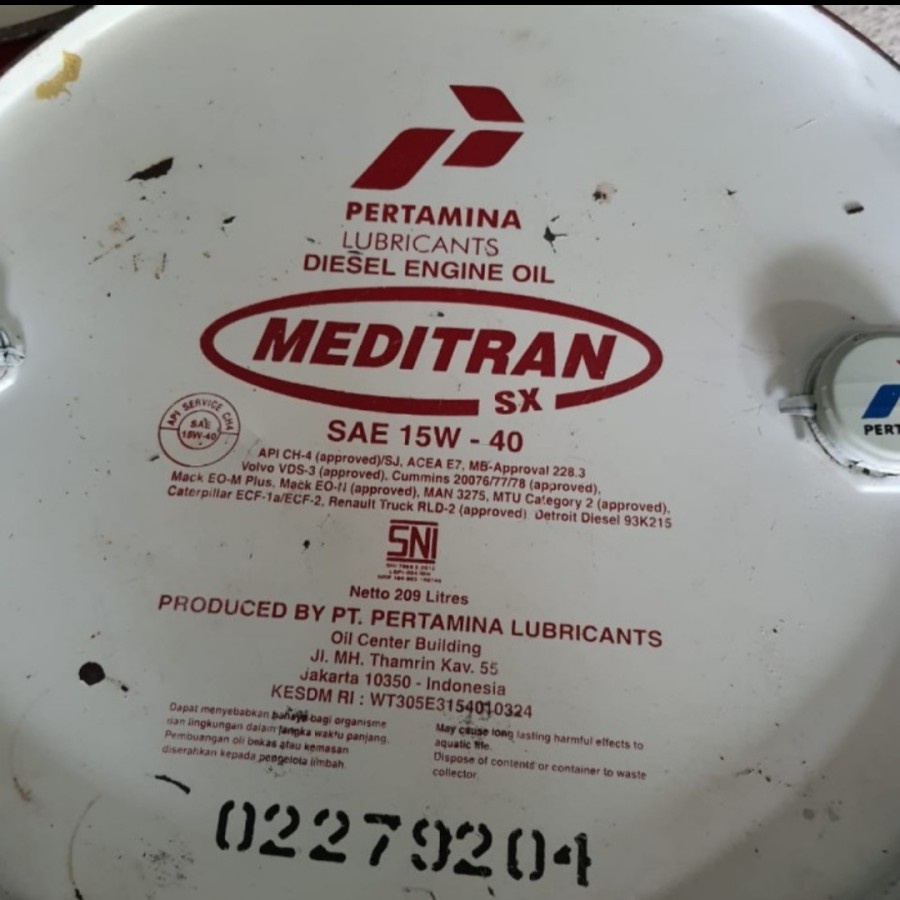 PERTAMINA
LUBRICANTS
DIESEL ENGINE OIL
MEDITRAN
SX
API SERVICE CH4
SAE
15W-40
SAE 15W - 40
API CH-4 (approved)/SJ, ACEA E7, MB-Approval 228.3
Volvo VDS-3 (approved), Cummins 20076/77/78 (approved),
Mack EO-M Plus, Mack EO-N (approved), MAN 3275, MTU Category 2 (approved),
Caterpillar ECF-1a/ECF-2, Renault Truck RLD-2 (approved) Detroit Diesel 93K215
SNI
Netto 209 Litres
PRODUCED BY PT. PERTAMINA LUBRICANTS
Oil Center Building
Jl. MH. Thamrin Kav. 55
Jakarta 10350 - Indonesia
KESDM RI : WT305E3154010324
Dapat menyebabkan bahaya bagi organisme
dan lingkungan dalam jangka waktu panjang.
Pembuangan oli bekas atau kemasan
diserahkan kepada pengelola limbah.
May cause long lasting harmful effects to
aquatic life.
Dispose of contents or container to waste
collector.
02279204
PERT